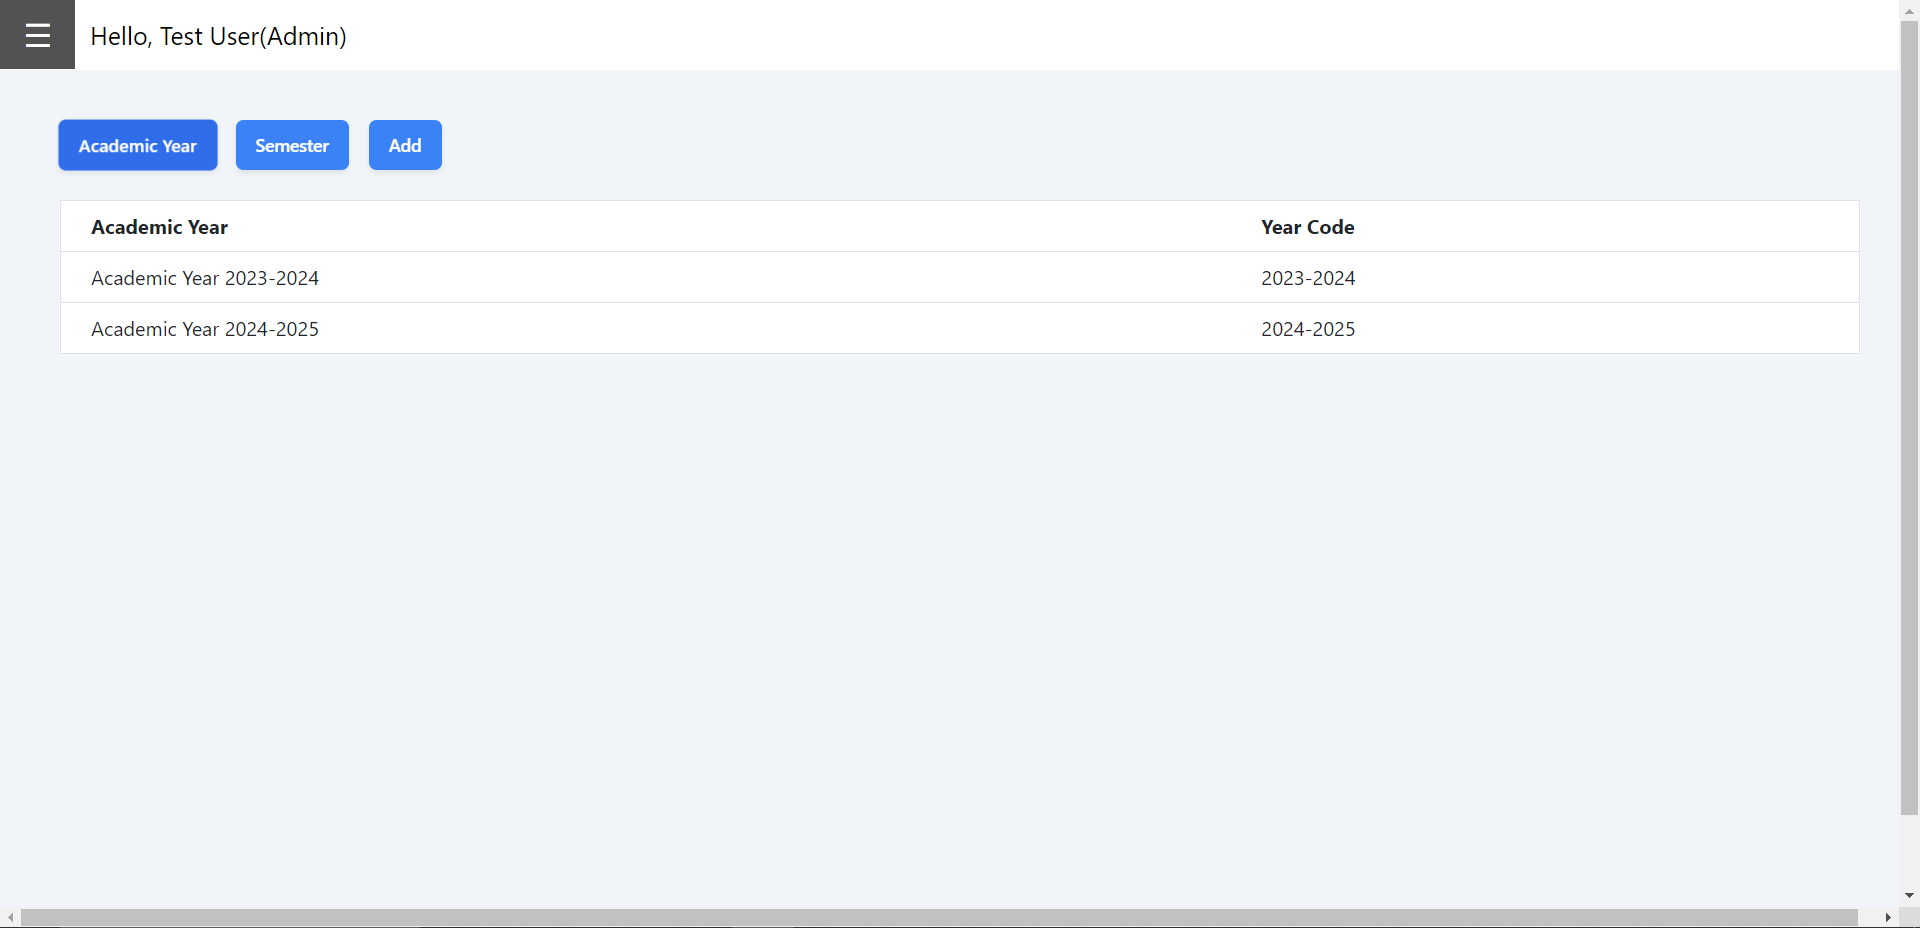 Hello, Test User(Admin)
Academic Year Semester Add
Academic Year Year Code
Academic Year 2023-2024 2023-2024
Academic Year 2024-2025 2024-2025